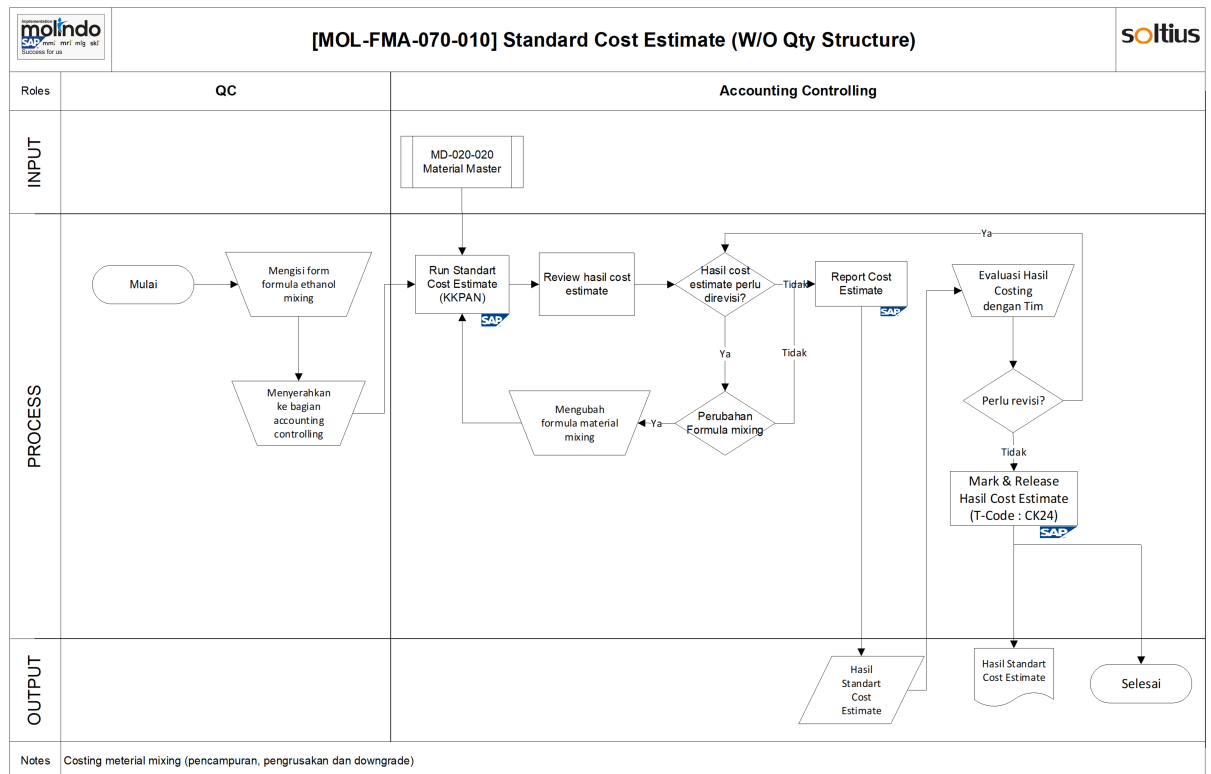 implementation
molindo
SAP mmi mri mlg ski
Success for us
[MOL-FMA-070-010] Standard Cost Estimate (W/O Qty Structure)
soltius
Roles
QC
Accounting Controlling
INPUT
MD-020-020
Material Master
PROCESS
Mulai
Mengisi form
formula ethanol
mixing
Menyerahkan
ke bagian
accounting
controlling
Run Standart
Cost Estimate
(KKPAN)
SAP
Review hasil cost
estimate
Hasil cost
estimate perlu
direvisi?
Tidak
Ya
Perubahan
Formula mixing
Tidak
Ya
Mengubah
formula material
mixing
Report Cost
Estimate
SAP
Ya
Evaluasi Hasil
Costing
dengan Tim
Perlu revisi?
Tidak
Mark & Release
Hasil Cost Estimate
(T-Code : CK24)
SAP
OUTPUT
Hasil
Standart
Cost
Estimate
Hasil Standart
Cost Estimate
Selesai
Notes
Costing meterial mixing (pencampuran, pengrusakan dan downgrade)